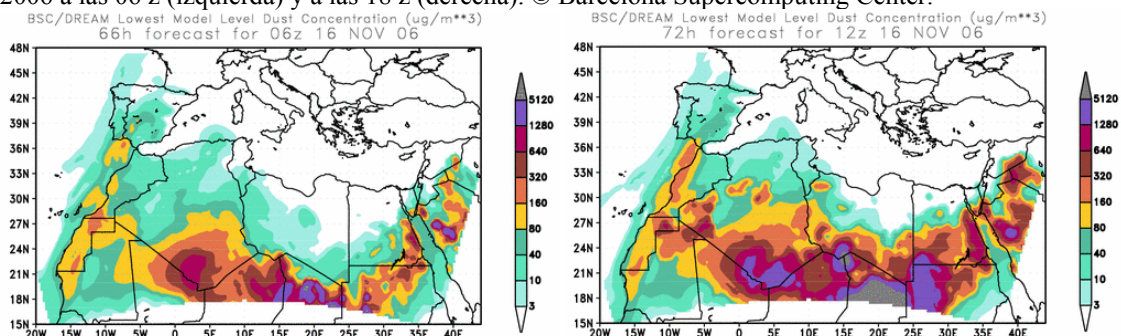 2006 a las 06 z (izquierda) y a las 18 z (derecha). © Barcelona Supercomputing Center.
BSC/DREAM Lowest Model Level Dust Concentration (ug/m**3)
66h forecast for 06z 16 NOV 06
48N
45N
42N
39N
36N
33N
30N
27N
24N
21N
18N
15N
20W 15W 10W 5W 0 5E 10E 15E 20E 25E 30E 35E 40E
5120
1280
640
320
160
80
40
10
3
BSC/DREAM Lowest Model Level Dust Concentration (ug/m**3)
72h forecast for 12z 16 NOV 06
48N
45N
42N
39N
36N
33N
30N
27N
24N
21N
18N
15N
20W 15W 10W 5W 0 5E 10E 15E 20E 25E 30E 35E 40E
5120
1280
640
320
160
80
40
10
3